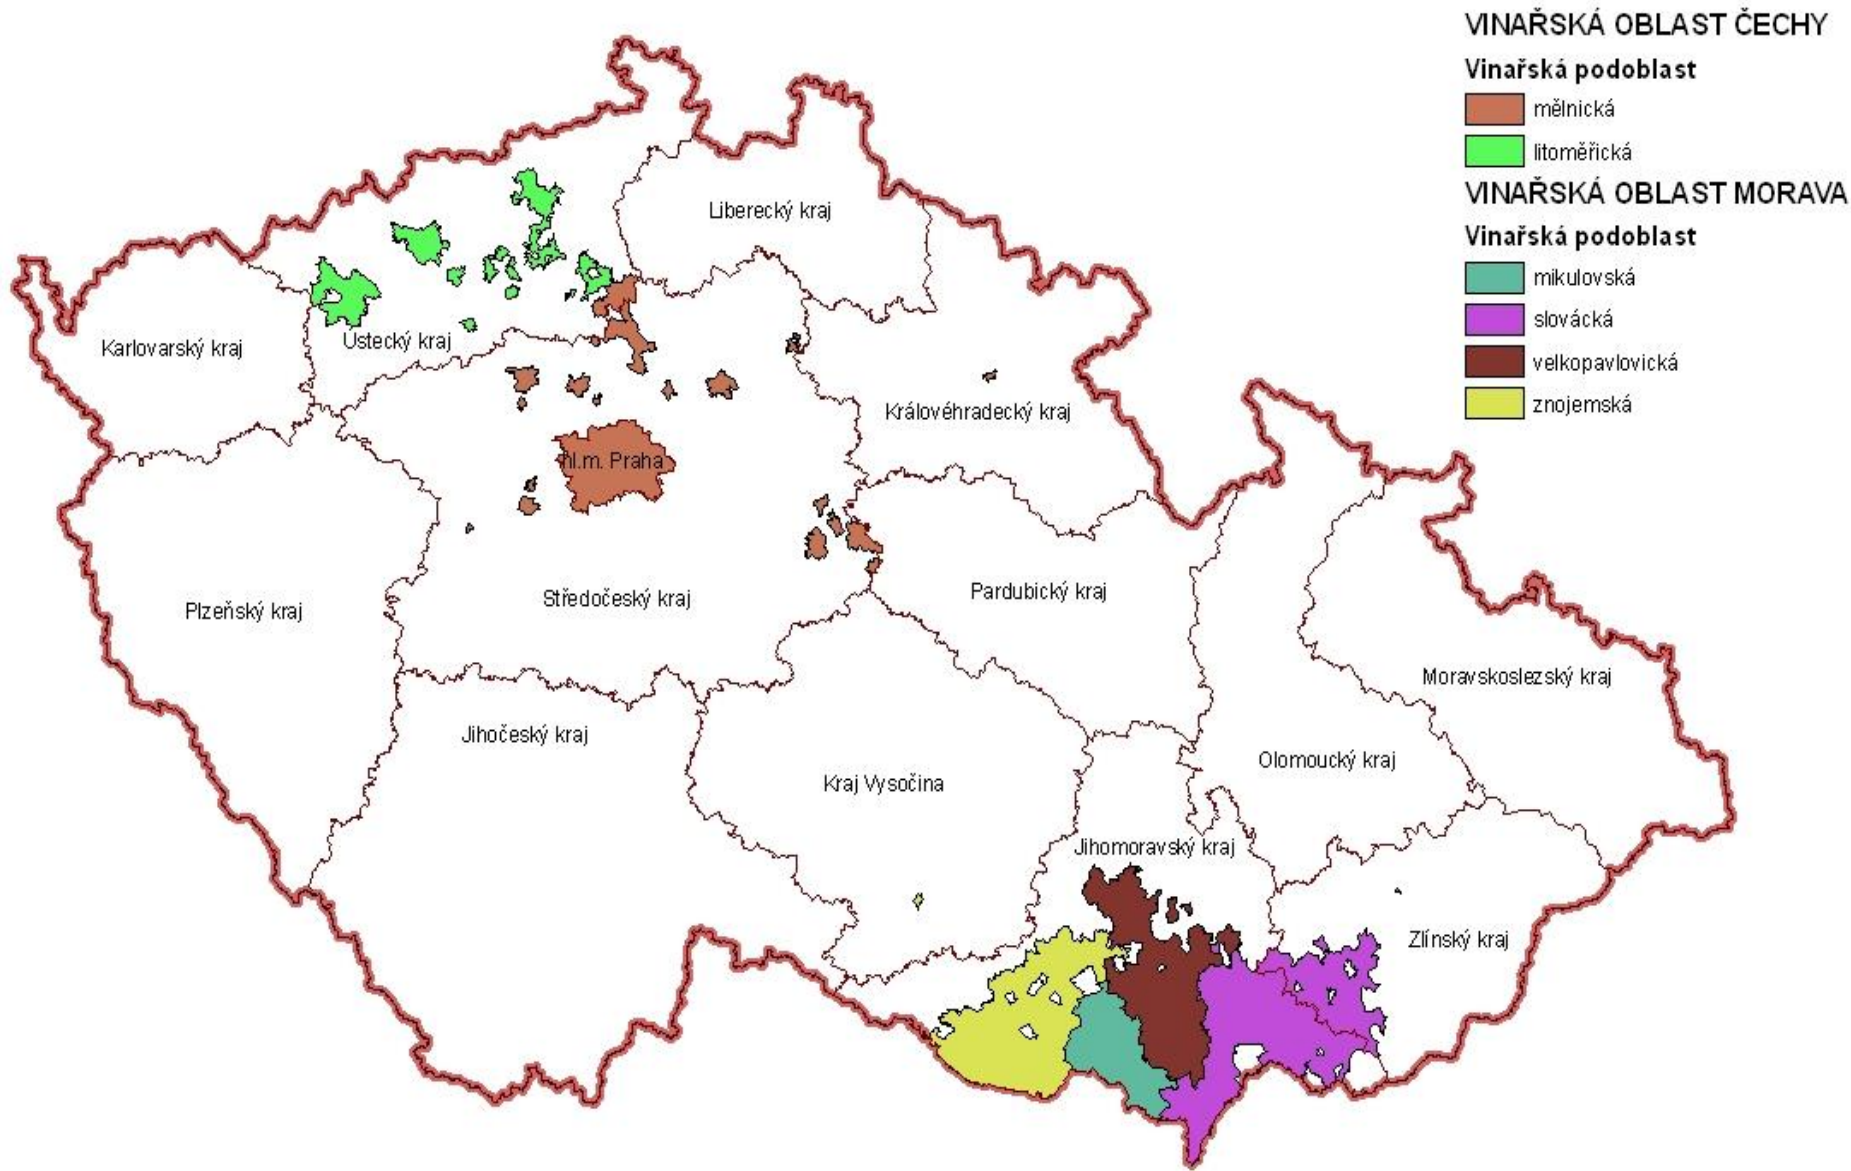 VINAŘSKÁ OBLAST ČECHY
Vinařská podoblast
mělnická
litoměřická
VINAŘSKÁ OBLAST MORAVA
Vinařská podoblast
mikulovská
slovácká
velkopavlovická
znojemská
Liberecký kraj
Karlovarský kraj
Ústecký kraj
Královéhradecký kraj
hl.m. Praha
Plzeňský kraj
Středočeský kraj
Pardubický kraj
Moravskoslezský kraj
Jihočeský kraj
Kraj Vysočina
Olomoucký kraj
Jihomoravský kraj
Zlínský kraj